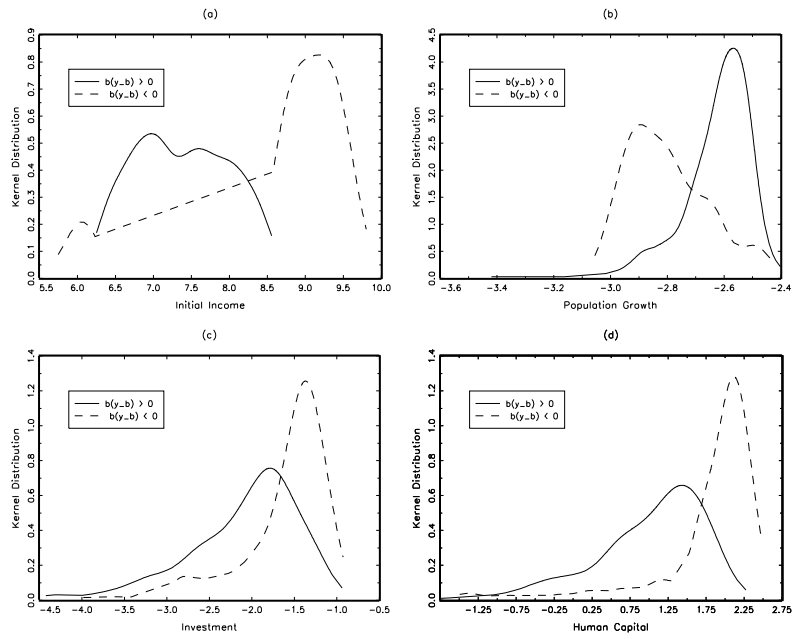 (a)
Kernel Distribution
0.9
0.8
0.7
0.6
0.5
0.4
0.3
0.2
0.1
0.0
b(y_b) > 0
b(y_b) < 0
5.5 6.0 6.5 7.0 7.5 8.0 8.5 9.0 9.5 10.0
Initial Income
(b)
Kernel Distribution
4.5
4.0
3.5
3.0
2.5
2.0
1.5
1.0
0.5
0.0
b(y_b) > 0
b(y_b) < 0
-3.6 -3.4 -3.2 -3.0 -2.8 -2.6 -2.4
Population Growth
(c)
Kernel Distribution
1.4
1.2
1.0
0.8
0.6
0.4
0.2
0.0
b(y_b) > 0
b(y_b) < 0
-4.5 -4.0 -3.5 -3.0 -2.5 -2.0 -1.5 -1.0 -0.5
Investment
(d)
Kernel Distribution
1.4
1.2
1.0
0.8
0.6
0.4
0.2
0.0
b(y_b) > 0
b(y_b) < 0
-1.25 -0.75 -0.25 0.25 0.75 1.25 1.75 2.25 2.75
Human Capital